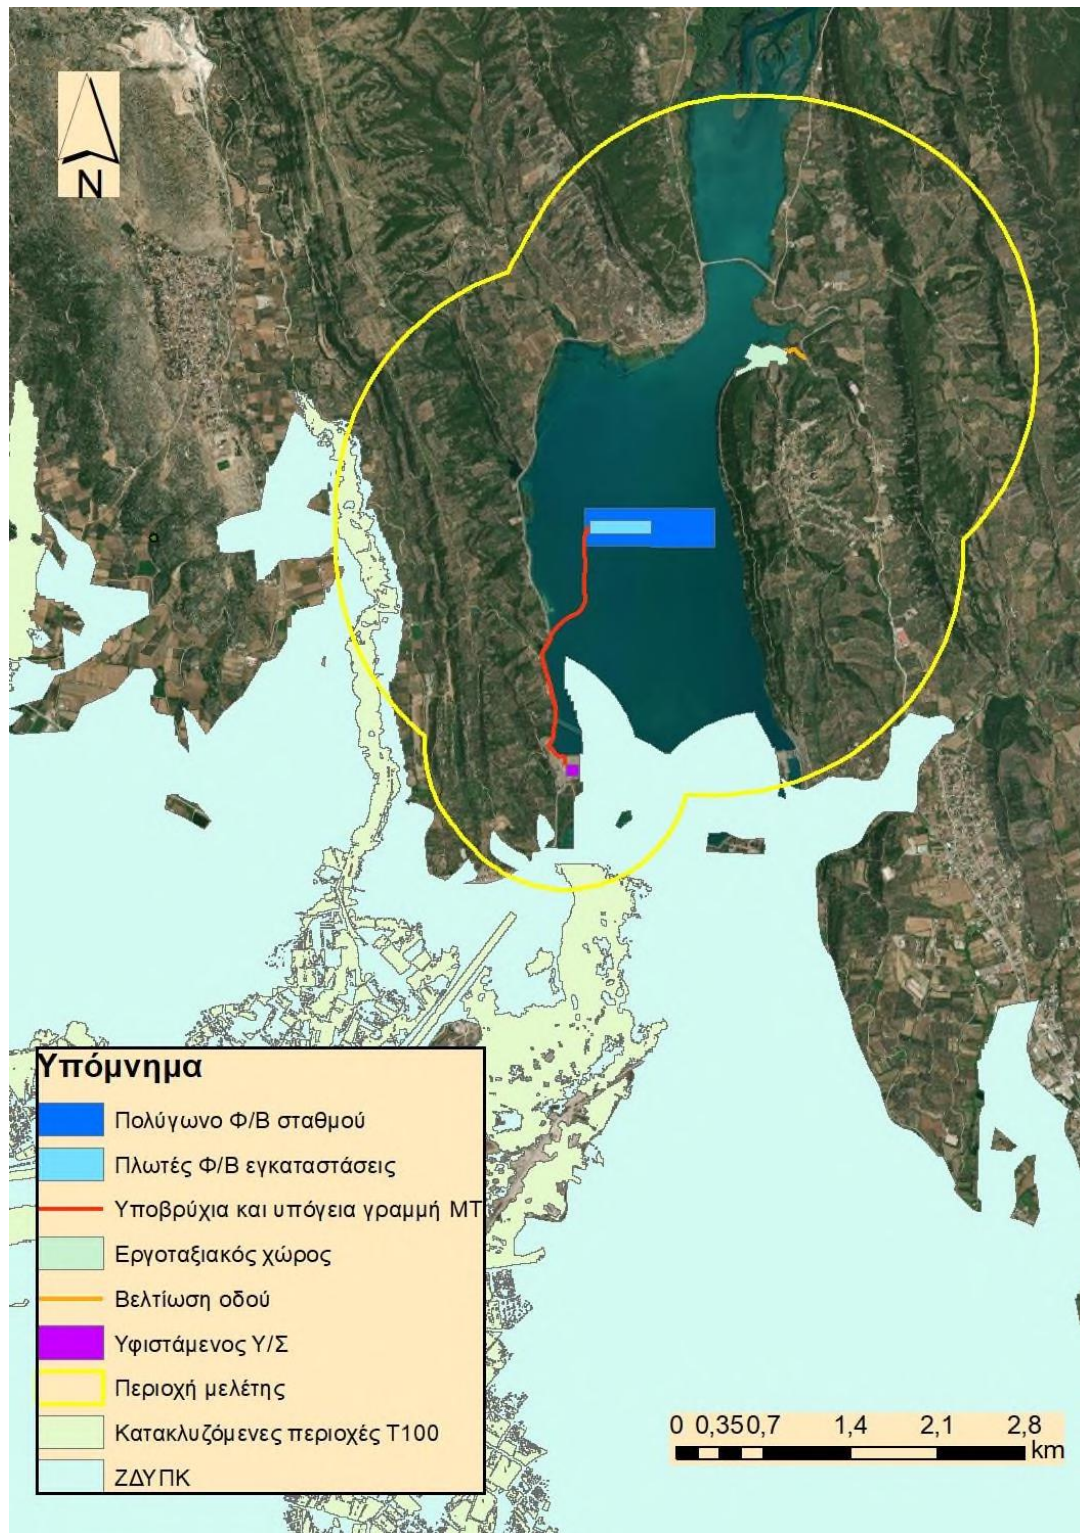 N
Υπόμνημα
Πολύγωνο Φ/Β σταθμού
Πλωτές Φ/Β εγκαταστάσεις
Υποβρύχια και υπόγεια γραμμή ΜΤ
Εργοταξιακός χώρος
Βελτίωση οδού
Υφιστάμενος Υ/Σ
Περιοχή μελέτης
Κατακλυζόμενες περιοχές Τ100
ΖΔΥΠΚ
0 0,35 0,7 1,4 2,1 2,8
km